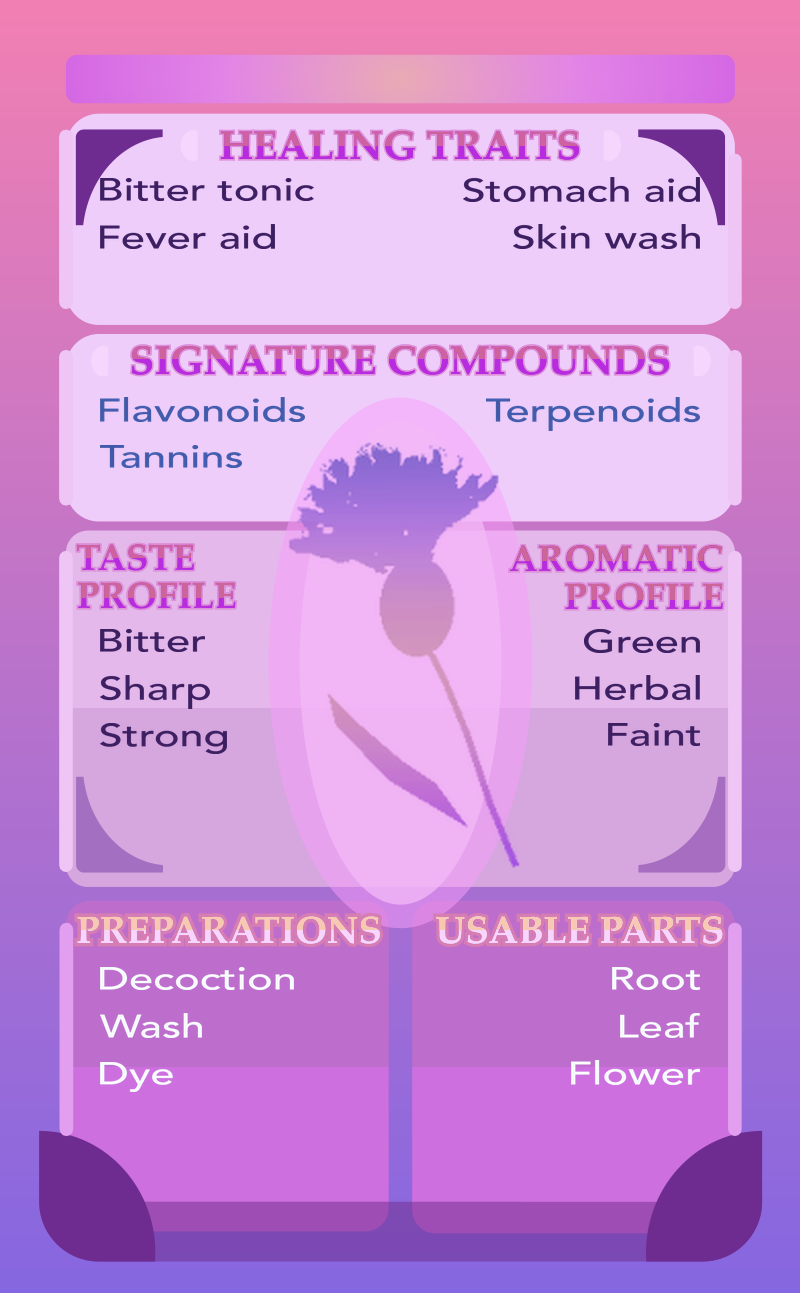 HEALING TRAITS
Bitter tonic Stomach aid
Fever aid Skin wash
SIGNATURE COMPOUNDS
Flavonoids Terpenoids
Tannins
TASTE
PROFILE
Bitter
Sharp
Strong
AROMATIC
PROFILE
Green
Herbal
Faint
PREPARATIONS
Decoction
Wash
Dye
USABLE PARTS
Root
Leaf
Flower